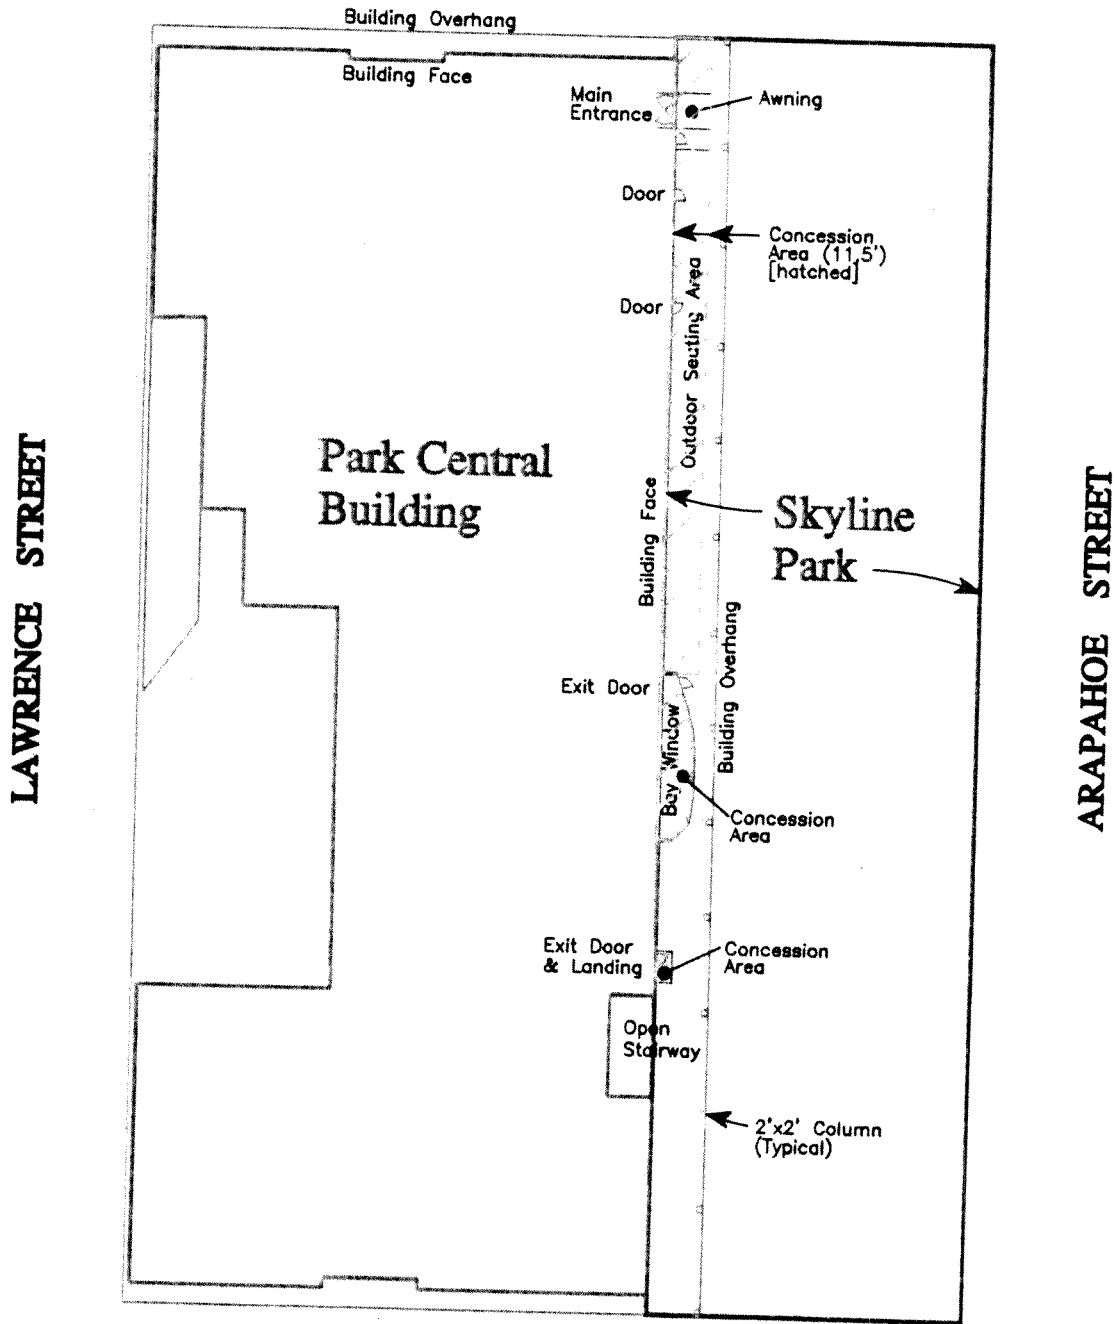 Building Overhang
Building Face
Main
Entrance
Awning
Door
Concession
Area (11.5')
[hatched]
Door
Outdoor Seating Area
LAWRENCE STREET
Park Central
Building
Building Face
Skyline
Park
ARAPAHOE STREET
Building Overhang
Exit Door
Bay Window
Concession
Area
Exit Door
& Landing
Concession
Area
Open
Stairway
2'x2' Column
(Typical)